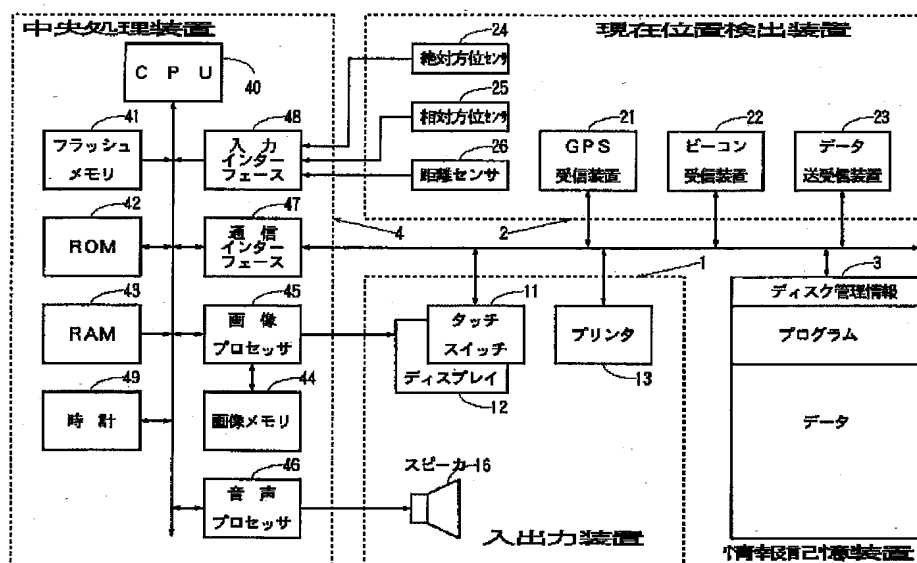 中央処理装置
CPU
40
41
フラッシュ
メモリ
48
入力
インター
フェース
42
ROM
47
通信
インター
フェース
4
43
RAM
45
画像
プロセッサ
49
時計
44
画像メモリ
46
音声
プロセッサ
現在位置検出装置
24
絶対方位センサ
25
相対方位センサ
26
距離センサ
21
GPS
受信装置
22
ビーコン
受信装置
23
データ
送受信装置
2
1
11
タッチ
スイッチ
ディスプレイ
12
プリンタ
13
スピーカ
16
入出力装置
3
ディスク管理情報
プログラム
データ
情報記憶装置